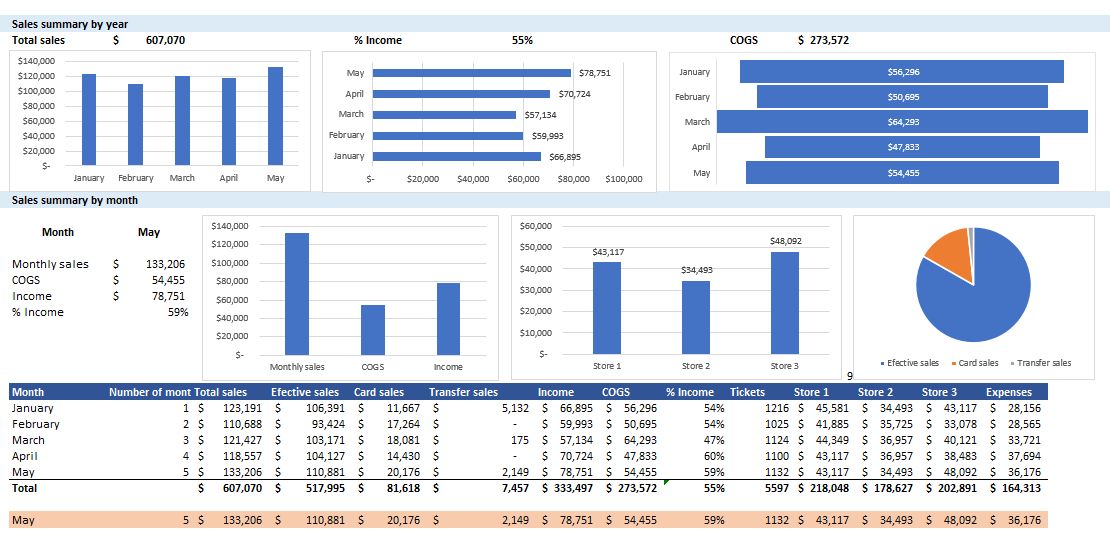 Sales summary by year
Total sales $ 607,070 % Income 55% COGS $ 273,572
$140,000
$120,000
$100,000
$80,000
$60,000
$40,000
$20,000
$-
January February March April May
May $78,751
April $70,724
March $57,134
February $59,993
January $66,895
$- $20,000 $40,000 $60,000 $80,000 $100,000
January $56,296
February $50,695
March $64,293
April $47,833
May $54,455
Sales summary by month
Month May
Monthly sales $ 133,206
COGS $ 54,455
Income $ 78,751
% Income 59%
$140,000
$120,000
$100,000
$80,000
$60,000
$40,000
$20,000
$-
Monthly sales COGS Income
$60,000
$50,000
$40,000
$30,000
$20,000
$10,000
$-
$43,117 $34,493 $48,092
Store 1 Store 2 Store 3
Efective sales Card sales Transfer sales
9
Month Number of mont Total sales Efective sales Card sales Transfer sales Income COGS % Income Tickets Store 1 Store 2 Store 3 Expenses
January 1 $ 123,191 $ 106,391 $ 11,667 $ 5,132 $ 66,895 $ 56,296 54% 1216 $ 45,581 $ 34,493 $ 43,117 $ 28,156
February 2 $ 110,688 $ 93,424 $ 17,264 $ - $ 59,993 $ 50,695 54% 1025 $ 41,885 $ 35,725 $ 33,078 $ 28,565
March 3 $ 121,427 $ 103,171 $ 18,081 $ 175 $ 57,134 $ 64,293 47% 1124 $ 44,349 $ 36,957 $ 40,121 $ 33,721
April 4 $ 118,557 $ 104,127 $ 14,430 $ - $ 70,724 $ 47,833 60% 1100 $ 43,117 $ 36,957 $ 38,483 $ 37,694
May 5 $ 133,206 $ 110,881 $ 20,176 $ 2,149 $ 78,751 $ 54,455 59% 1132 $ 43,117 $ 34,493 $ 48,092 $ 36,176
Total $ 607,070 $ 517,995 $ 81,618 $ 7,457 $ 333,497 $ 273,572 55% 5597 $ 218,048 $ 178,627 $ 202,891 $ 164,313
May 5 $ 133,206 $ 110,881 $ 20,176 $ 2,149 $ 78,751 $ 54,455 59% 1132 $ 43,117 $ 34,493 $ 48,092 $ 36,176